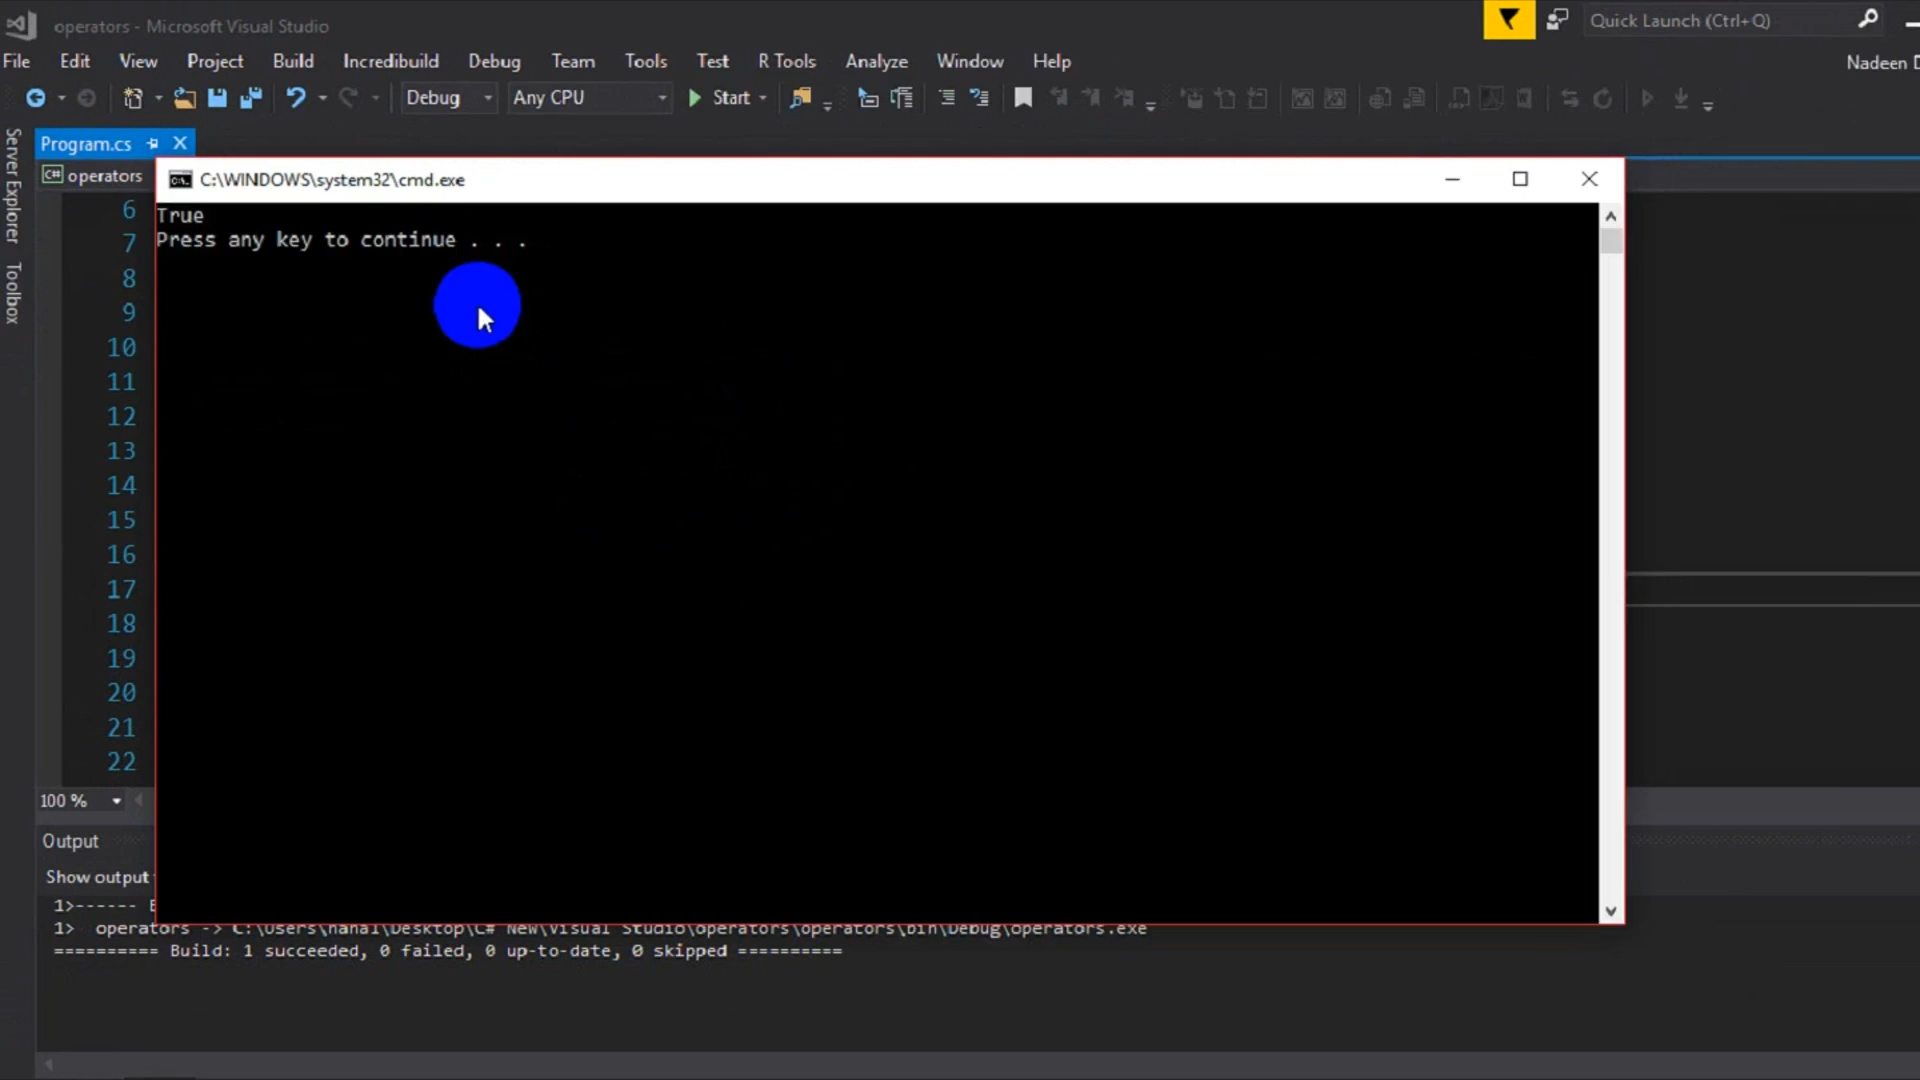 operators - Microsoft Visual Studio
Quick Launch (Ctrl+Q)
File Edit View Project Build Incredibuild Debug Team Tools Test R Tools Analyze Window Help
Nadeen
Debug Any CPU Start
Server Explorer
Toolbox
Program.cs
C# operators
C:\WINDOWS\system32\cmd.exe
True
Press any key to continue . . .
6
7
8
9
10
11
12
13
14
15
16
17
18
19
20
21
22
100 %
Output
Show output
1>------
1> operators -> C:\Users\hanal\Desktop\C# New\Visual Studio\operators\operators\bin\Debug\operators.exe
========== Build: 1 succeeded, 0 failed, 0 up-to-date, 0 skipped ==========